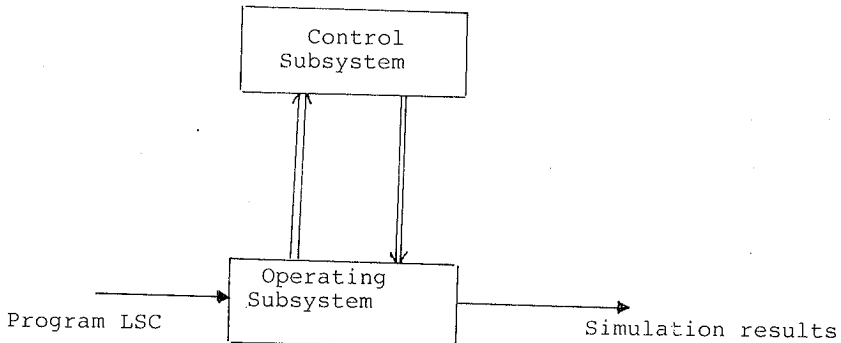 Control
Subsystem
Operating
Subsystem
Program LSC
Simulation results